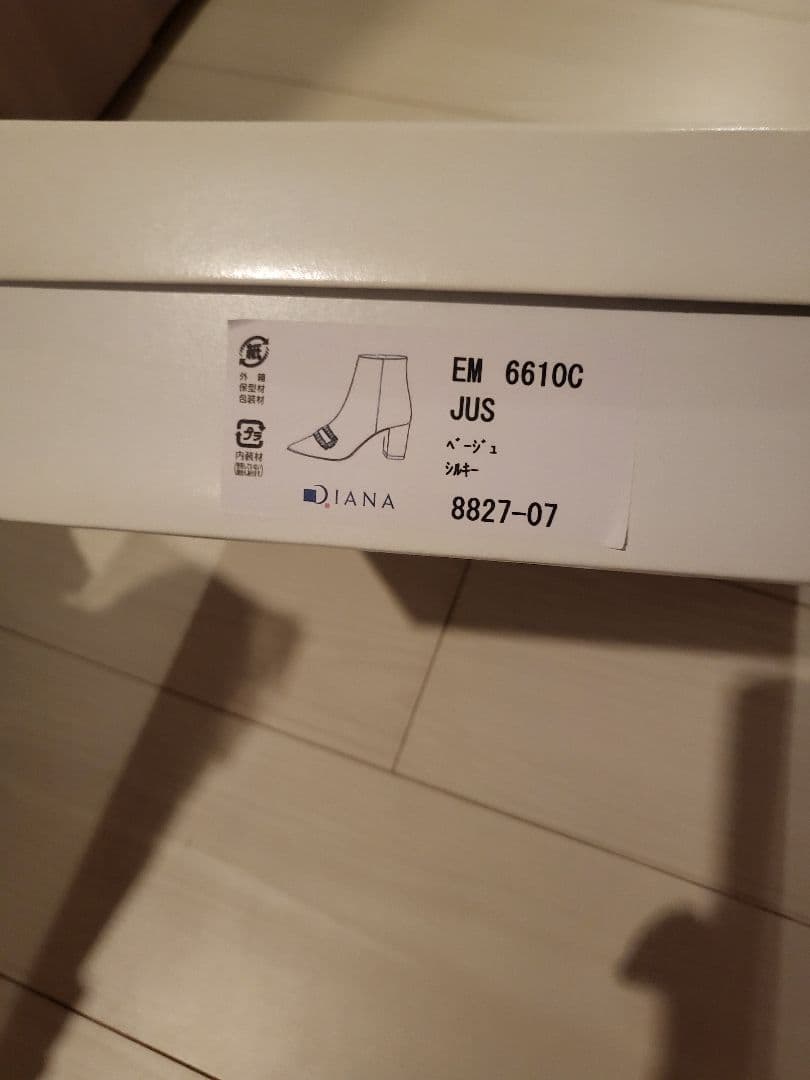 紙
外箱
保型材
包装材
プラ
内装材
DIANA
EM 6610C
JUS
ベージュ
シルキー
8827-07